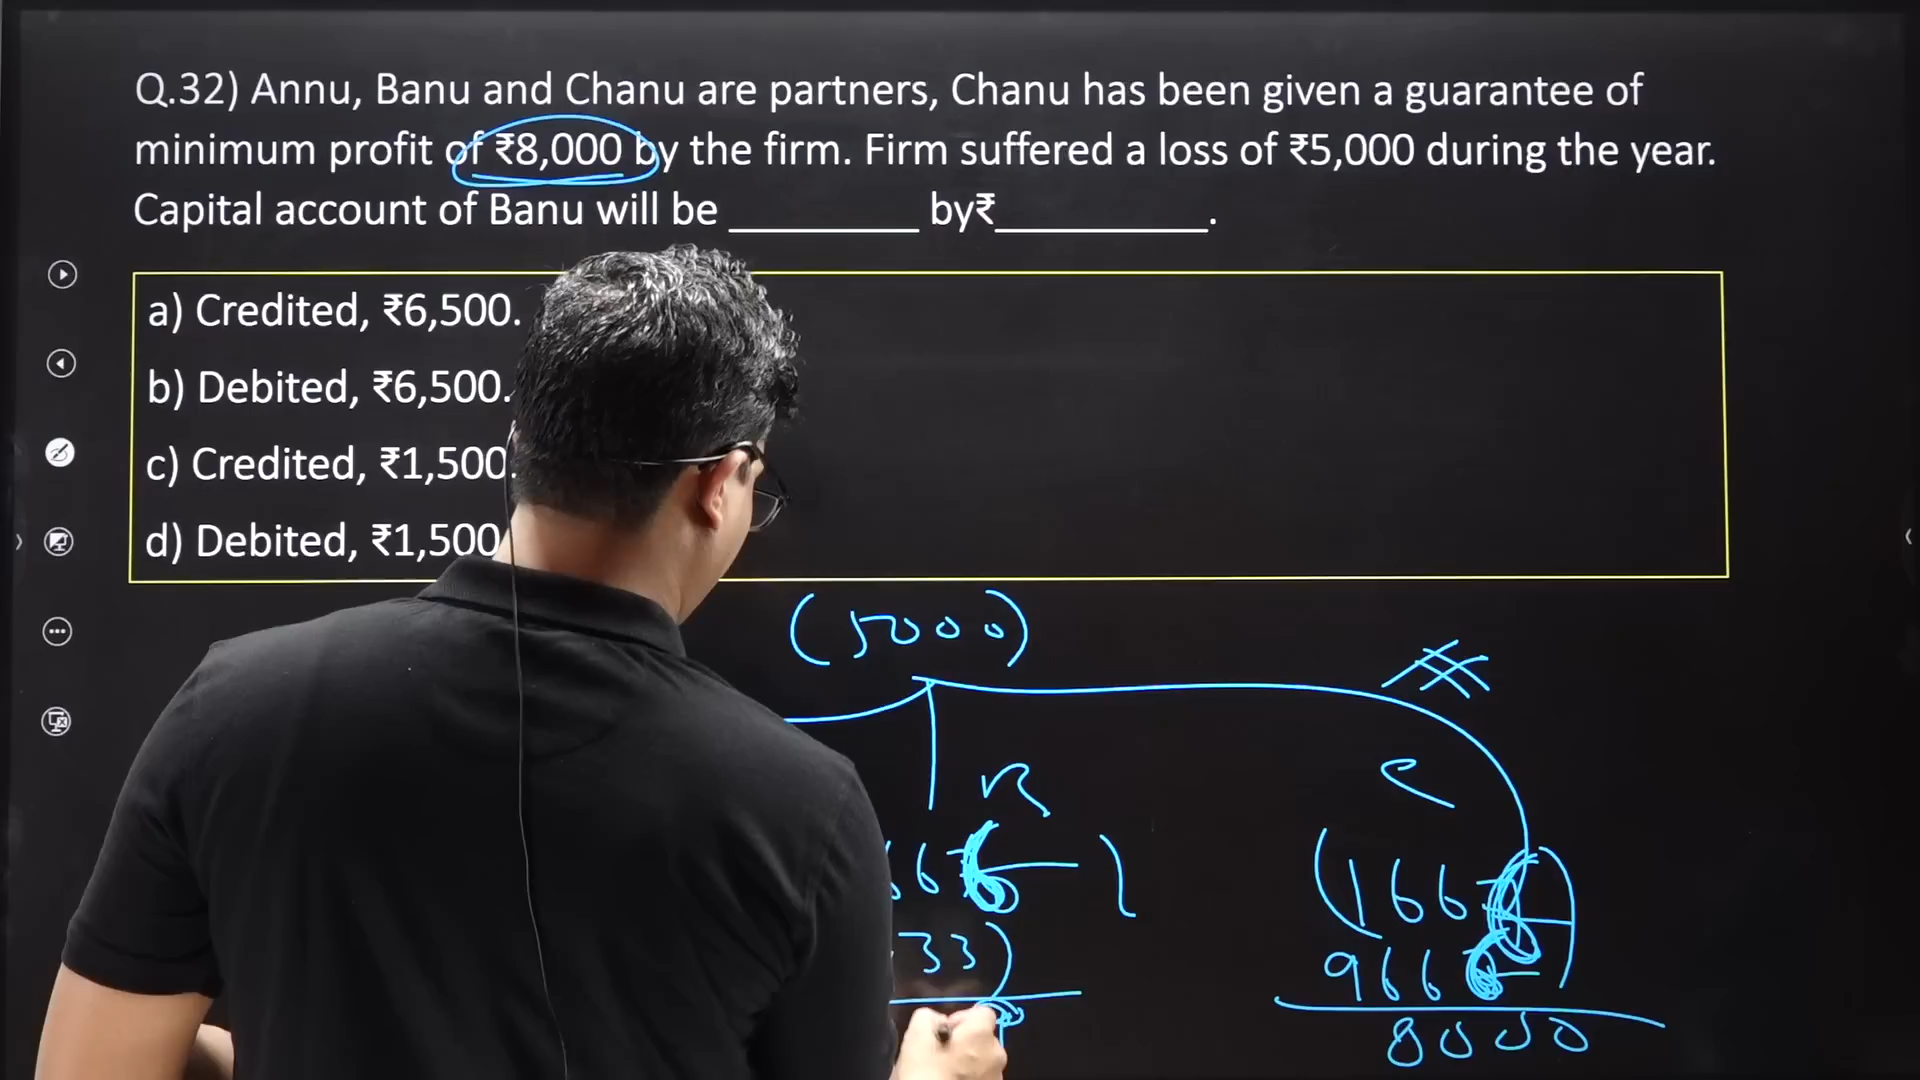 Q.32) Annu, Banu and Chanu are partners, Chanu has been given a guarantee of
minimum profit of ₹8,000 by the firm. Firm suffered a loss of ₹5,000 during the year.
Capital account of Banu will be _________ by₹__________.
a) Credited, ₹6,500.
b) Debited, ₹6,500.
c) Credited, ₹1,500.
d) Debited, ₹1,500
(5000)
C
33)
8000